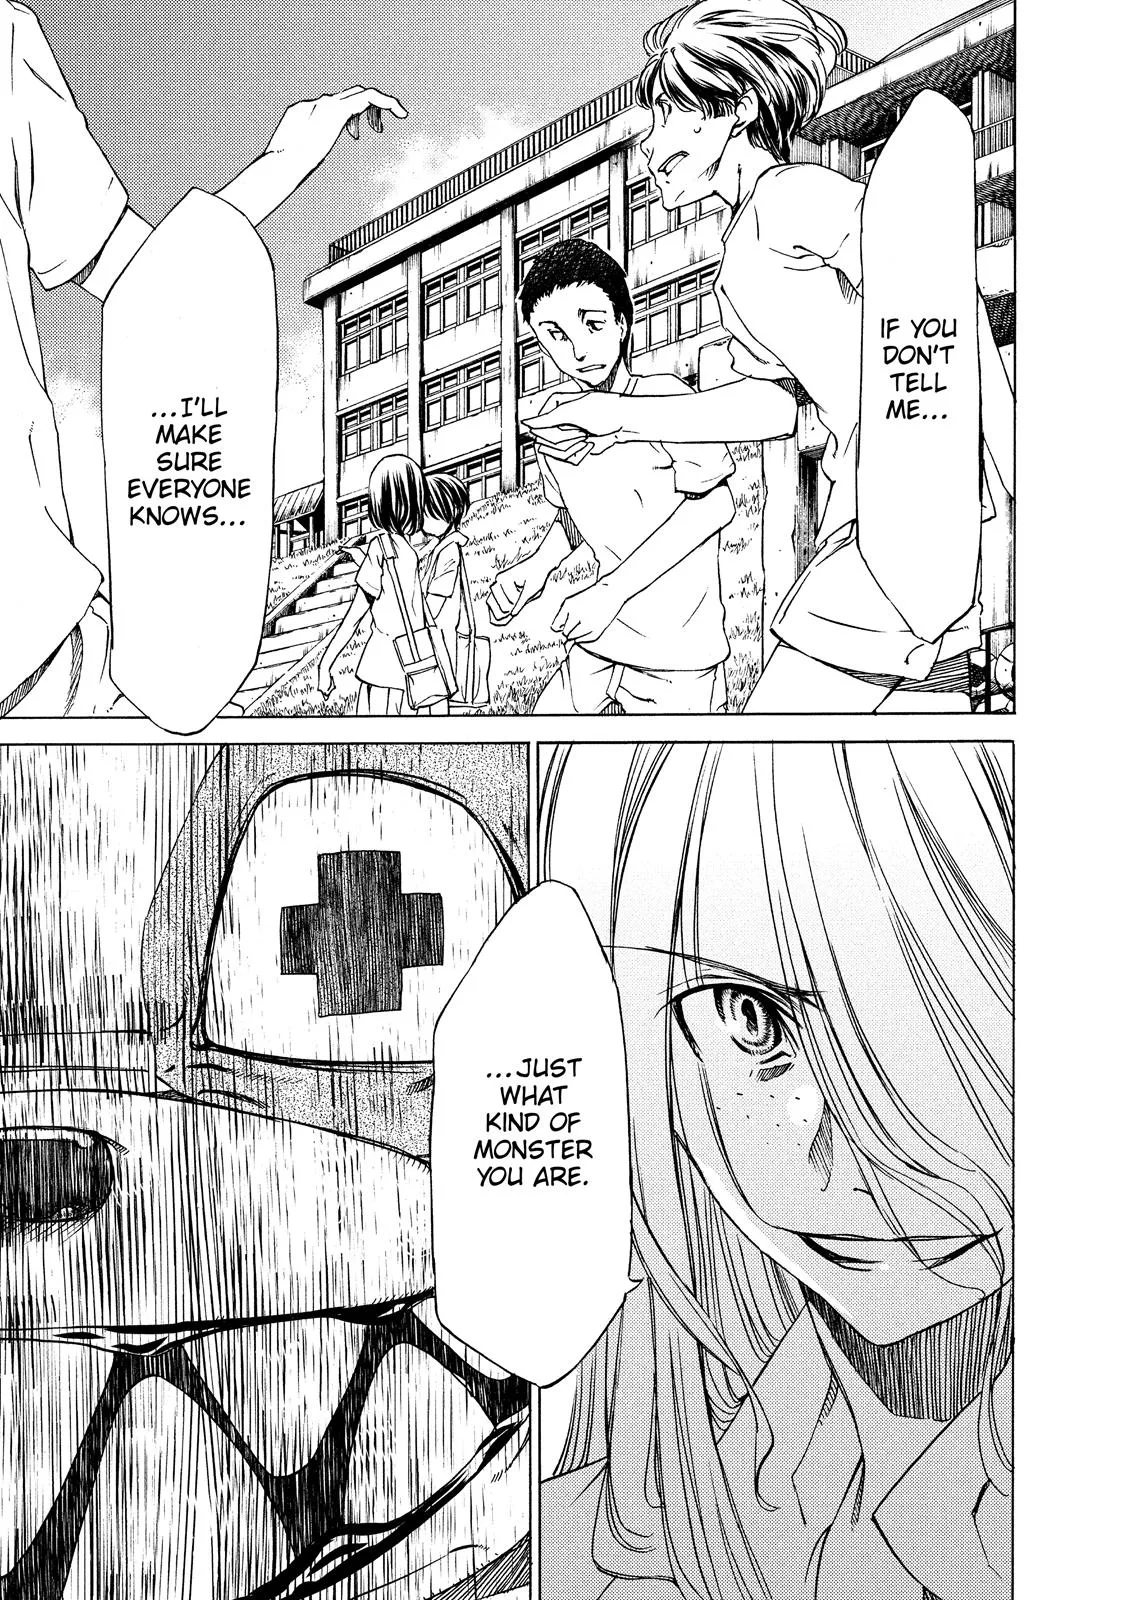 IF YOU
DON'T
TELL
ME...
...I'LL
MAKE
SURE
EVERYONE
KNOWS...
...JUST
WHAT
KIND OF
MONSTER
YOU ARE.